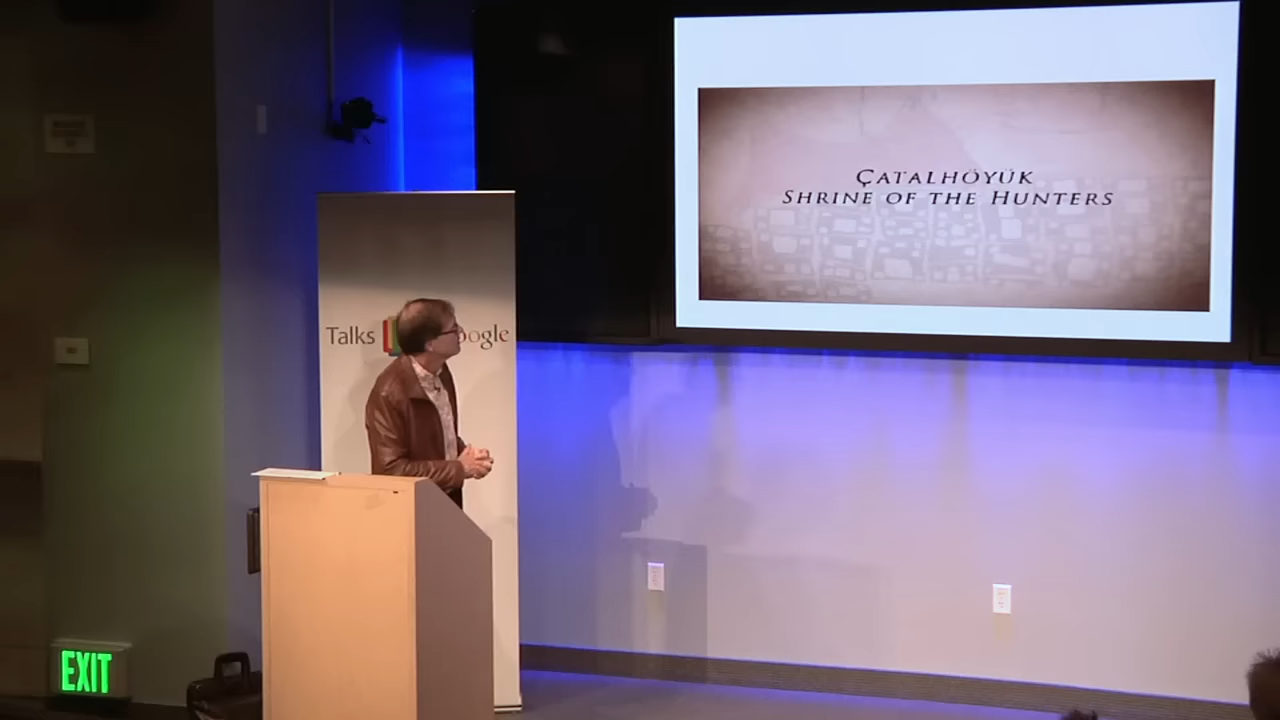 ÇATALHÖYÜK
SHRINE OF THE HUNTERS
Talks
oogle
EXIT